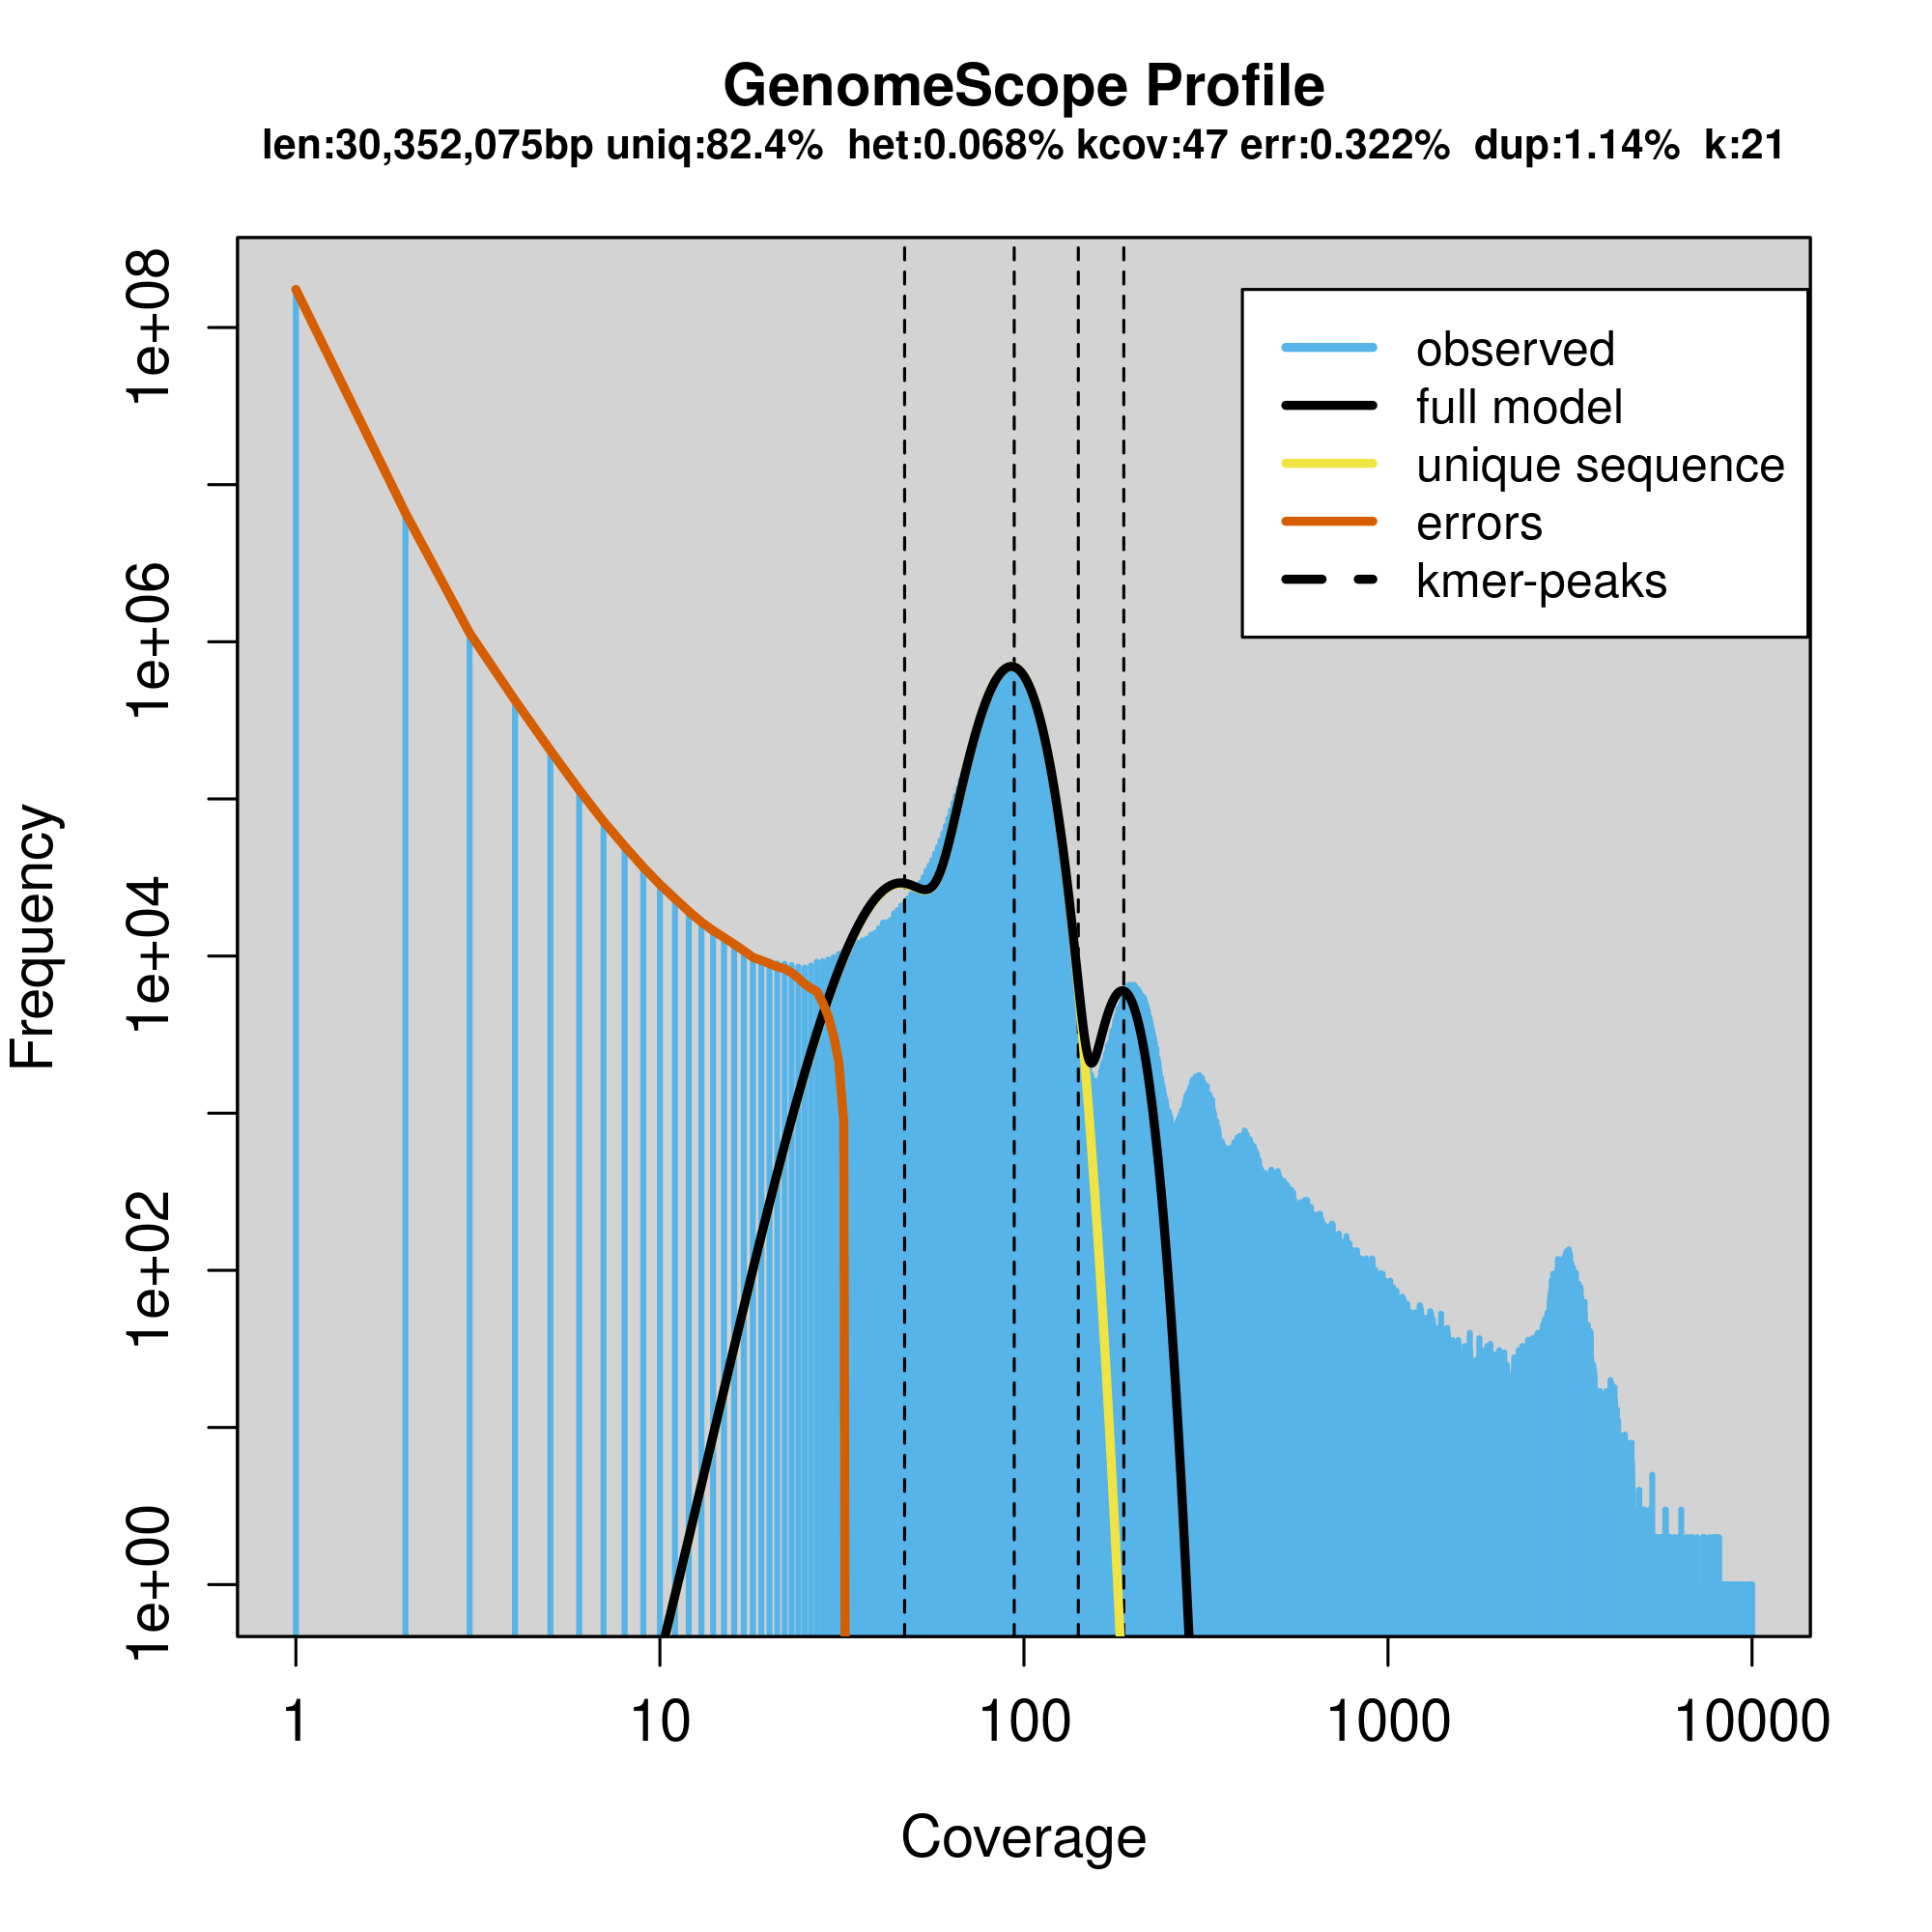 GenomeScope Profile
len:30,352,075bp uniq:82.4%  het:0.068% kcov:47 err:0.322%  dup:1.14%  k:21
observed
full model
unique sequence
errors
kmer-peaks
Frequency
1e+08
1e+06
1e+04
1e+02
1e+00
1 10 100 1000 10000
Coverage